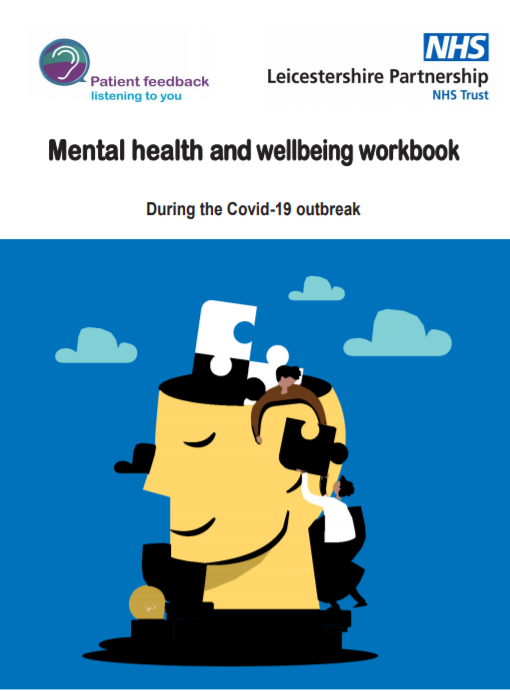 Patient feedback
listening to you
NHS
Leicestershire Partnership
NHS Trust
Mental health and wellbeing workbook
During the Covid-19 outbreak